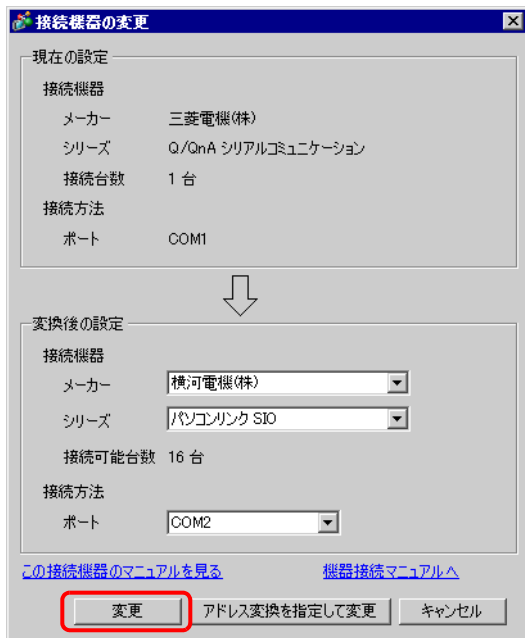 接続機器の変更
現在の設定
接続機器
メーカー 三菱電機(株)
シリーズ Q/QnA シリアルコミュニケーション
接続台数 1 台
接続方法
ポート COM1
変換後の設定
接続機器
メーカー 横河電機(株)
シリーズ パソコンリンク SIO
接続可能台数 16 台
接続方法
ポート COM2
この接続機器のマニュアルを見る 機器接続マニュアルへ
変更 アドレス変換を指定して変更 キャンセル